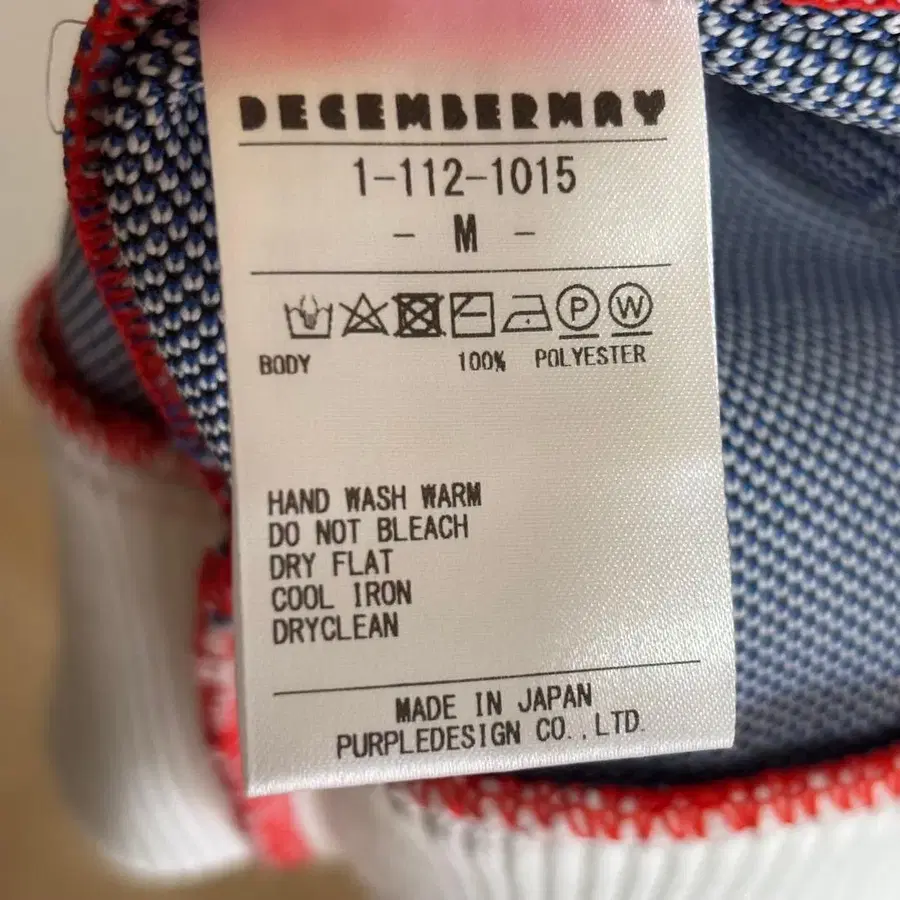 DECEMBERMAY
1-112-1015
- M -
P W
BODY 100% POLYESTER
HAND WASH WARM
DO NOT BLEACH
DRY FLAT
COOL IRON
DRYCLEAN
MADE IN JAPAN
PURPLEDESIGN CO.,LTD.